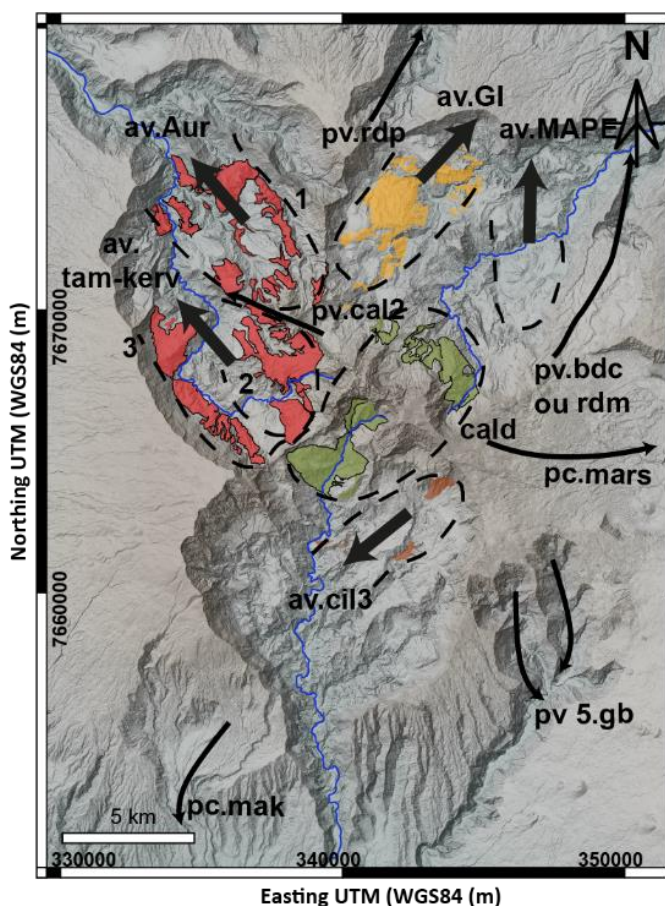 N
av.GI
av.Aur
pv.rdp
av.MAPE
1
av.
tam-kerv
pv.cal2
7670000
3
2
pv.bdc
ou rdm
cald
pc.mars
Northing UTM (WGS84 (m)
7660000
av.cil3
pv 5.gb
pc.mak
5 km
330000
340000
350000
Easting UTM (WGS84 (m)